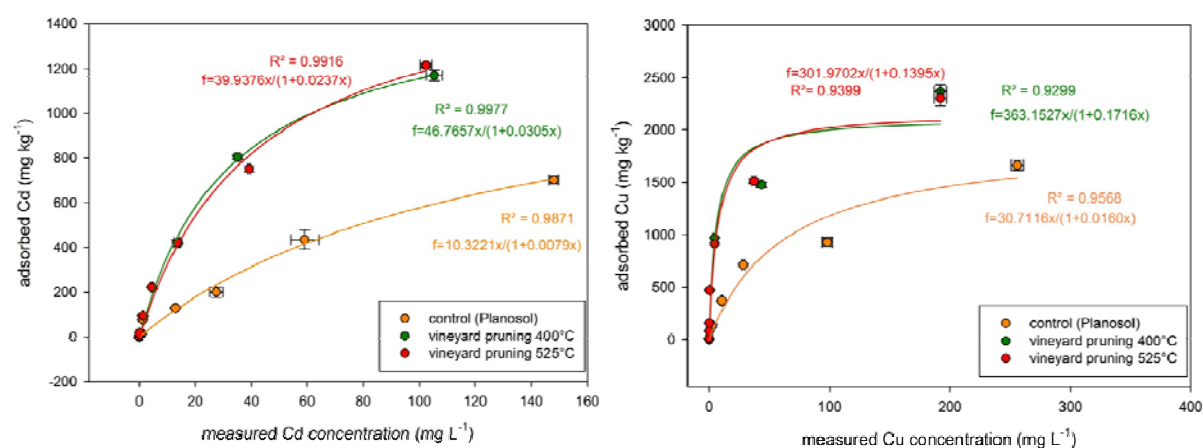 1400
1200
1000
800
600
400
200
0
-200
adsorbed Cd (mg kg⁻¹)
R² = 0.9916
f=39.9376x/(1+0.0237x)
R² = 0.9977
f=46.7657x/(1+0.0305x)
R² = 0.9871
f=10.3221x/(1+0.0079x)
control (Planosol)
vineyard pruning 400°C
vineyard pruning 525°C
0 20 40 60 80 100 120 140 160
measured Cd concentration (mg L⁻¹)
3000
2500
2000
1500
1000
500
0
adsorbed Cu (mg kg⁻¹)
f=301.9702x/(1+0.1395x)
R² = 0.9399
R² = 0.9299
f=363.1527x/(1+0.1716x)
R² = 0.9568
f=30.7116x/(1+0.0160x)
control (Planosol)
vineyard pruning 400°C
vineyard pruning 525°C
0 100 200 300 400
measured Cu concentration (mg L⁻¹)